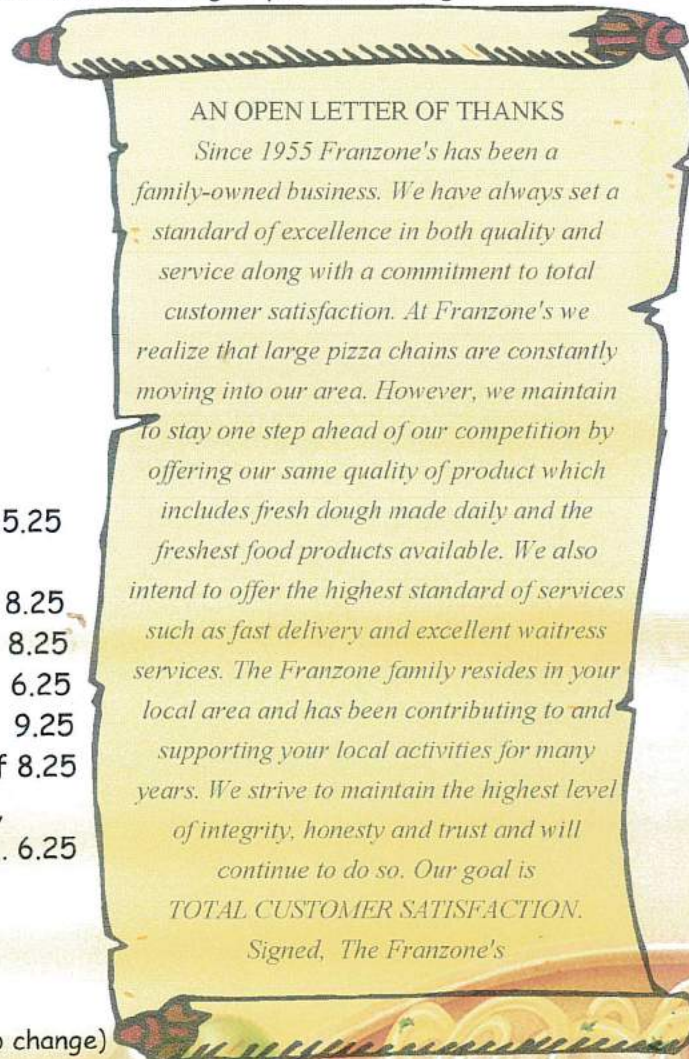 AN OPEN LETTER OF THANKS
Since 1955 Franzone's has been a
family-owned business. We have always set a
standard of excellence in both quality and
service along with a commitment to total
customer satisfaction. At Franzone's we
realize that large pizza chains are constantly
moving into our area. However, we maintain
to stay one step ahead of our competition by
offering our same quality of product which
includes fresh dough made daily and the
freshest food products available. We also
intend to offer the highest standard of services
such as fast delivery and excellent waitress
services. The Franzone family resides in your
local area and has been contributing to and
supporting your local activities for many
years. We strive to maintain the highest level
of integrity, honesty and trust and will
continue to do so. Our goal is
TOTAL CUSTOMER SATISFACTION.
Signed, The Franzone's
5.25
8.25
8.25
6.25
9.25
f 8.25
. 6.25
change)